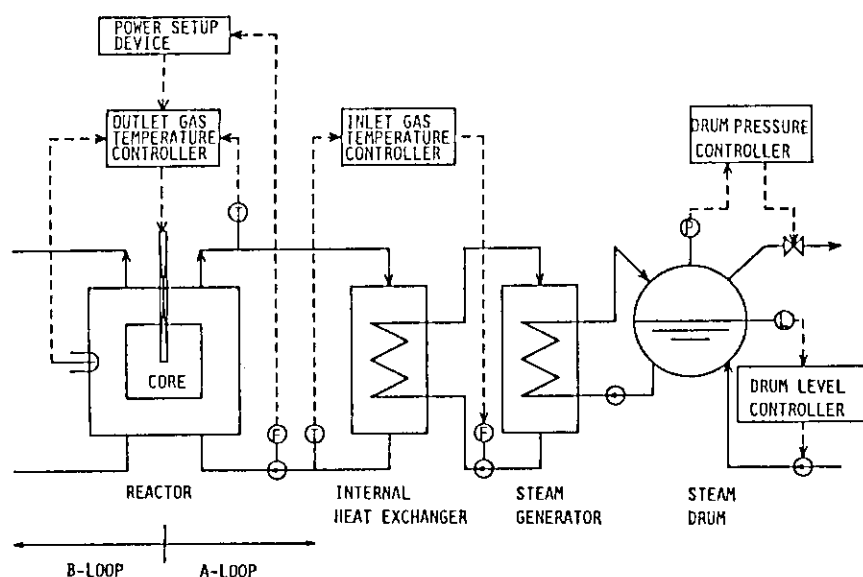 POWER SETUP
DEVICE
OUTLET GAS
TEMPERATURE
CONTROLLER
INLET GAS
TEMPERATURE
CONTROLLER
DRUM PRESSURE
CONTROLLER
T
P
L
CORE
DRUM LEVEL
CONTROLLER
F
T
F
REACTOR
INTERNAL
HEAT EXCHANGER
STEAM
GENERATOR
STEAM
DRUM
B-LOOP
A-LOOP